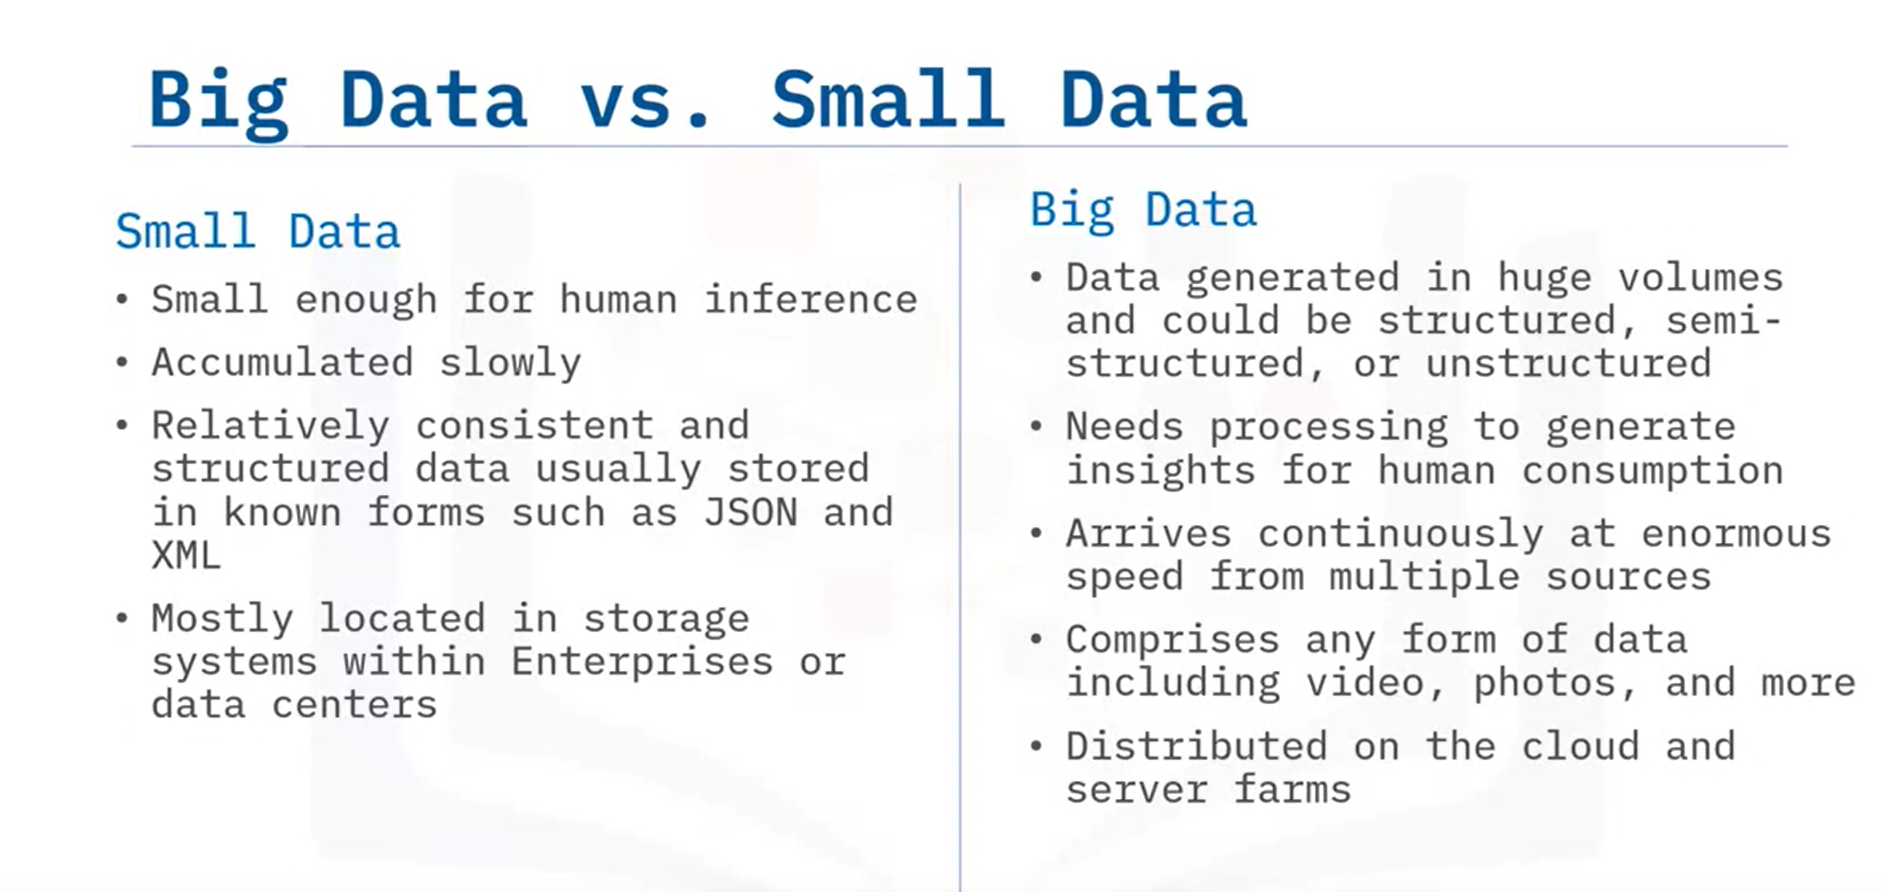 Big Data vs. Small Data
Small Data
• Small enough for human inference
• Accumulated slowly
• Relatively consistent and
structured data usually stored
in known forms such as JSON and
XML
• Mostly located in storage
systems within Enterprises or
data centers
Big Data
• Data generated in huge volumes
and could be structured, semi-
structured, or unstructured
• Needs processing to generate
insights for human consumption
• Arrives continuously at enormous
speed from multiple sources
• Comprises any form of data
including video, photos, and more
• Distributed on the cloud and
server farms